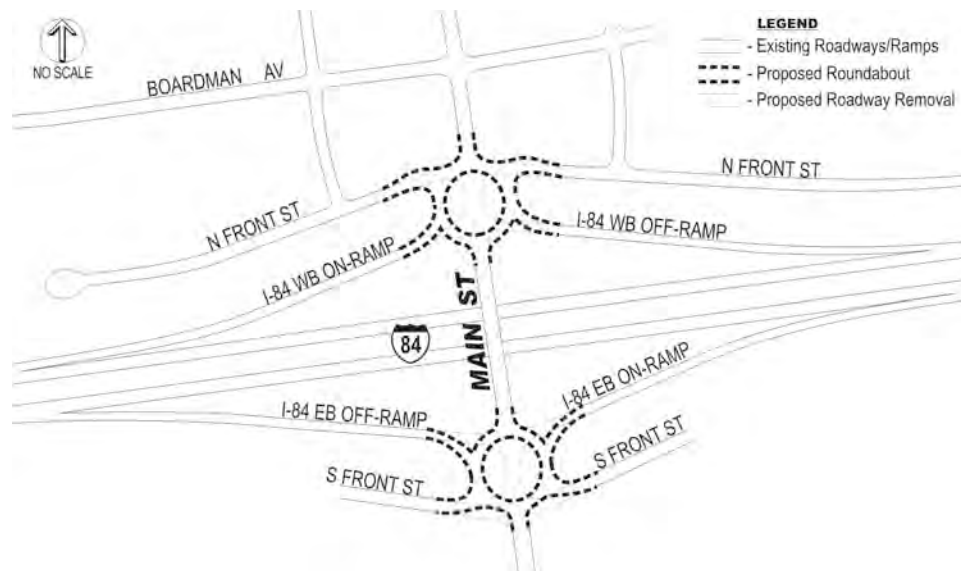 NO SCALE
BOARDMAN AV
LEGEND
- Existing Roadways/Ramps
- Proposed Roundabout
- Proposed Roadway Removal
N FRONT ST
N FRONT ST
I-84 WB OFF-RAMP
I-84 WB ON-RAMP
MAIN ST
84
I-84 EB ON-RAMP
I-84 EB OFF-RAMP
S FRONT ST
S FRONT ST